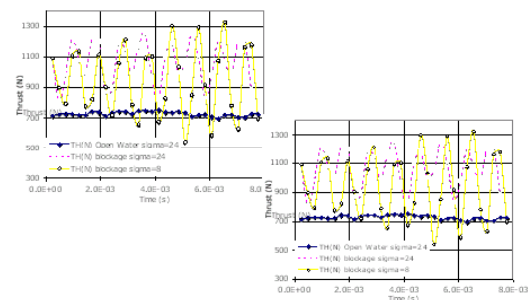 1300
1100
900
700
500
300
Thrust (N)
Thrust (N)
TH(N) Open Water sigma=24
TH(N) blockage sigma=24
TH(N) blockage sigma=8
0.0E+00 2.0E-03 4.0E-03 6.0E-03 8.0
Time (s)
1300
1100
900
700
500
300
Thrust (N)
Thrust (N)
TH(N) Open Water sigma=24
TH(N) blockage sigma=24
TH(N) blockage sigma=8
0.0E+00 2.0E-03 4.0E-03 6.0E-03 8.0E-03
Time (s)